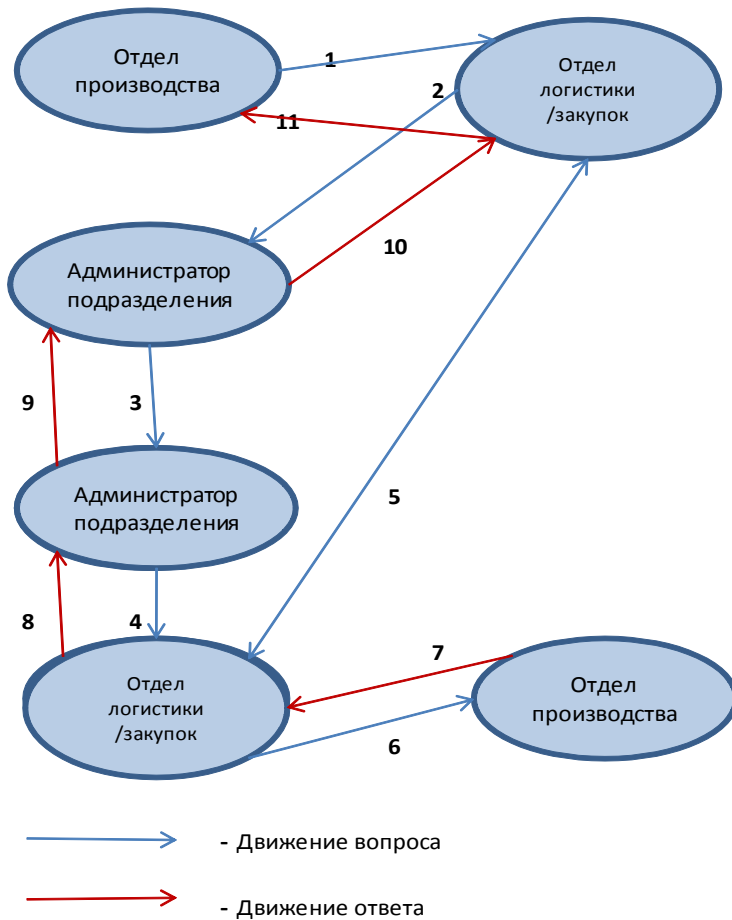 Отдел
производства
1
Отдел
логистики
/закупок
2
11
10
Администратор
подразделения
9
3
Администратор
подразделения
5
8
4
7
Отдел
логистики
/закупок
Отдел
производства
6
- Движение вопроса
- Движение ответа